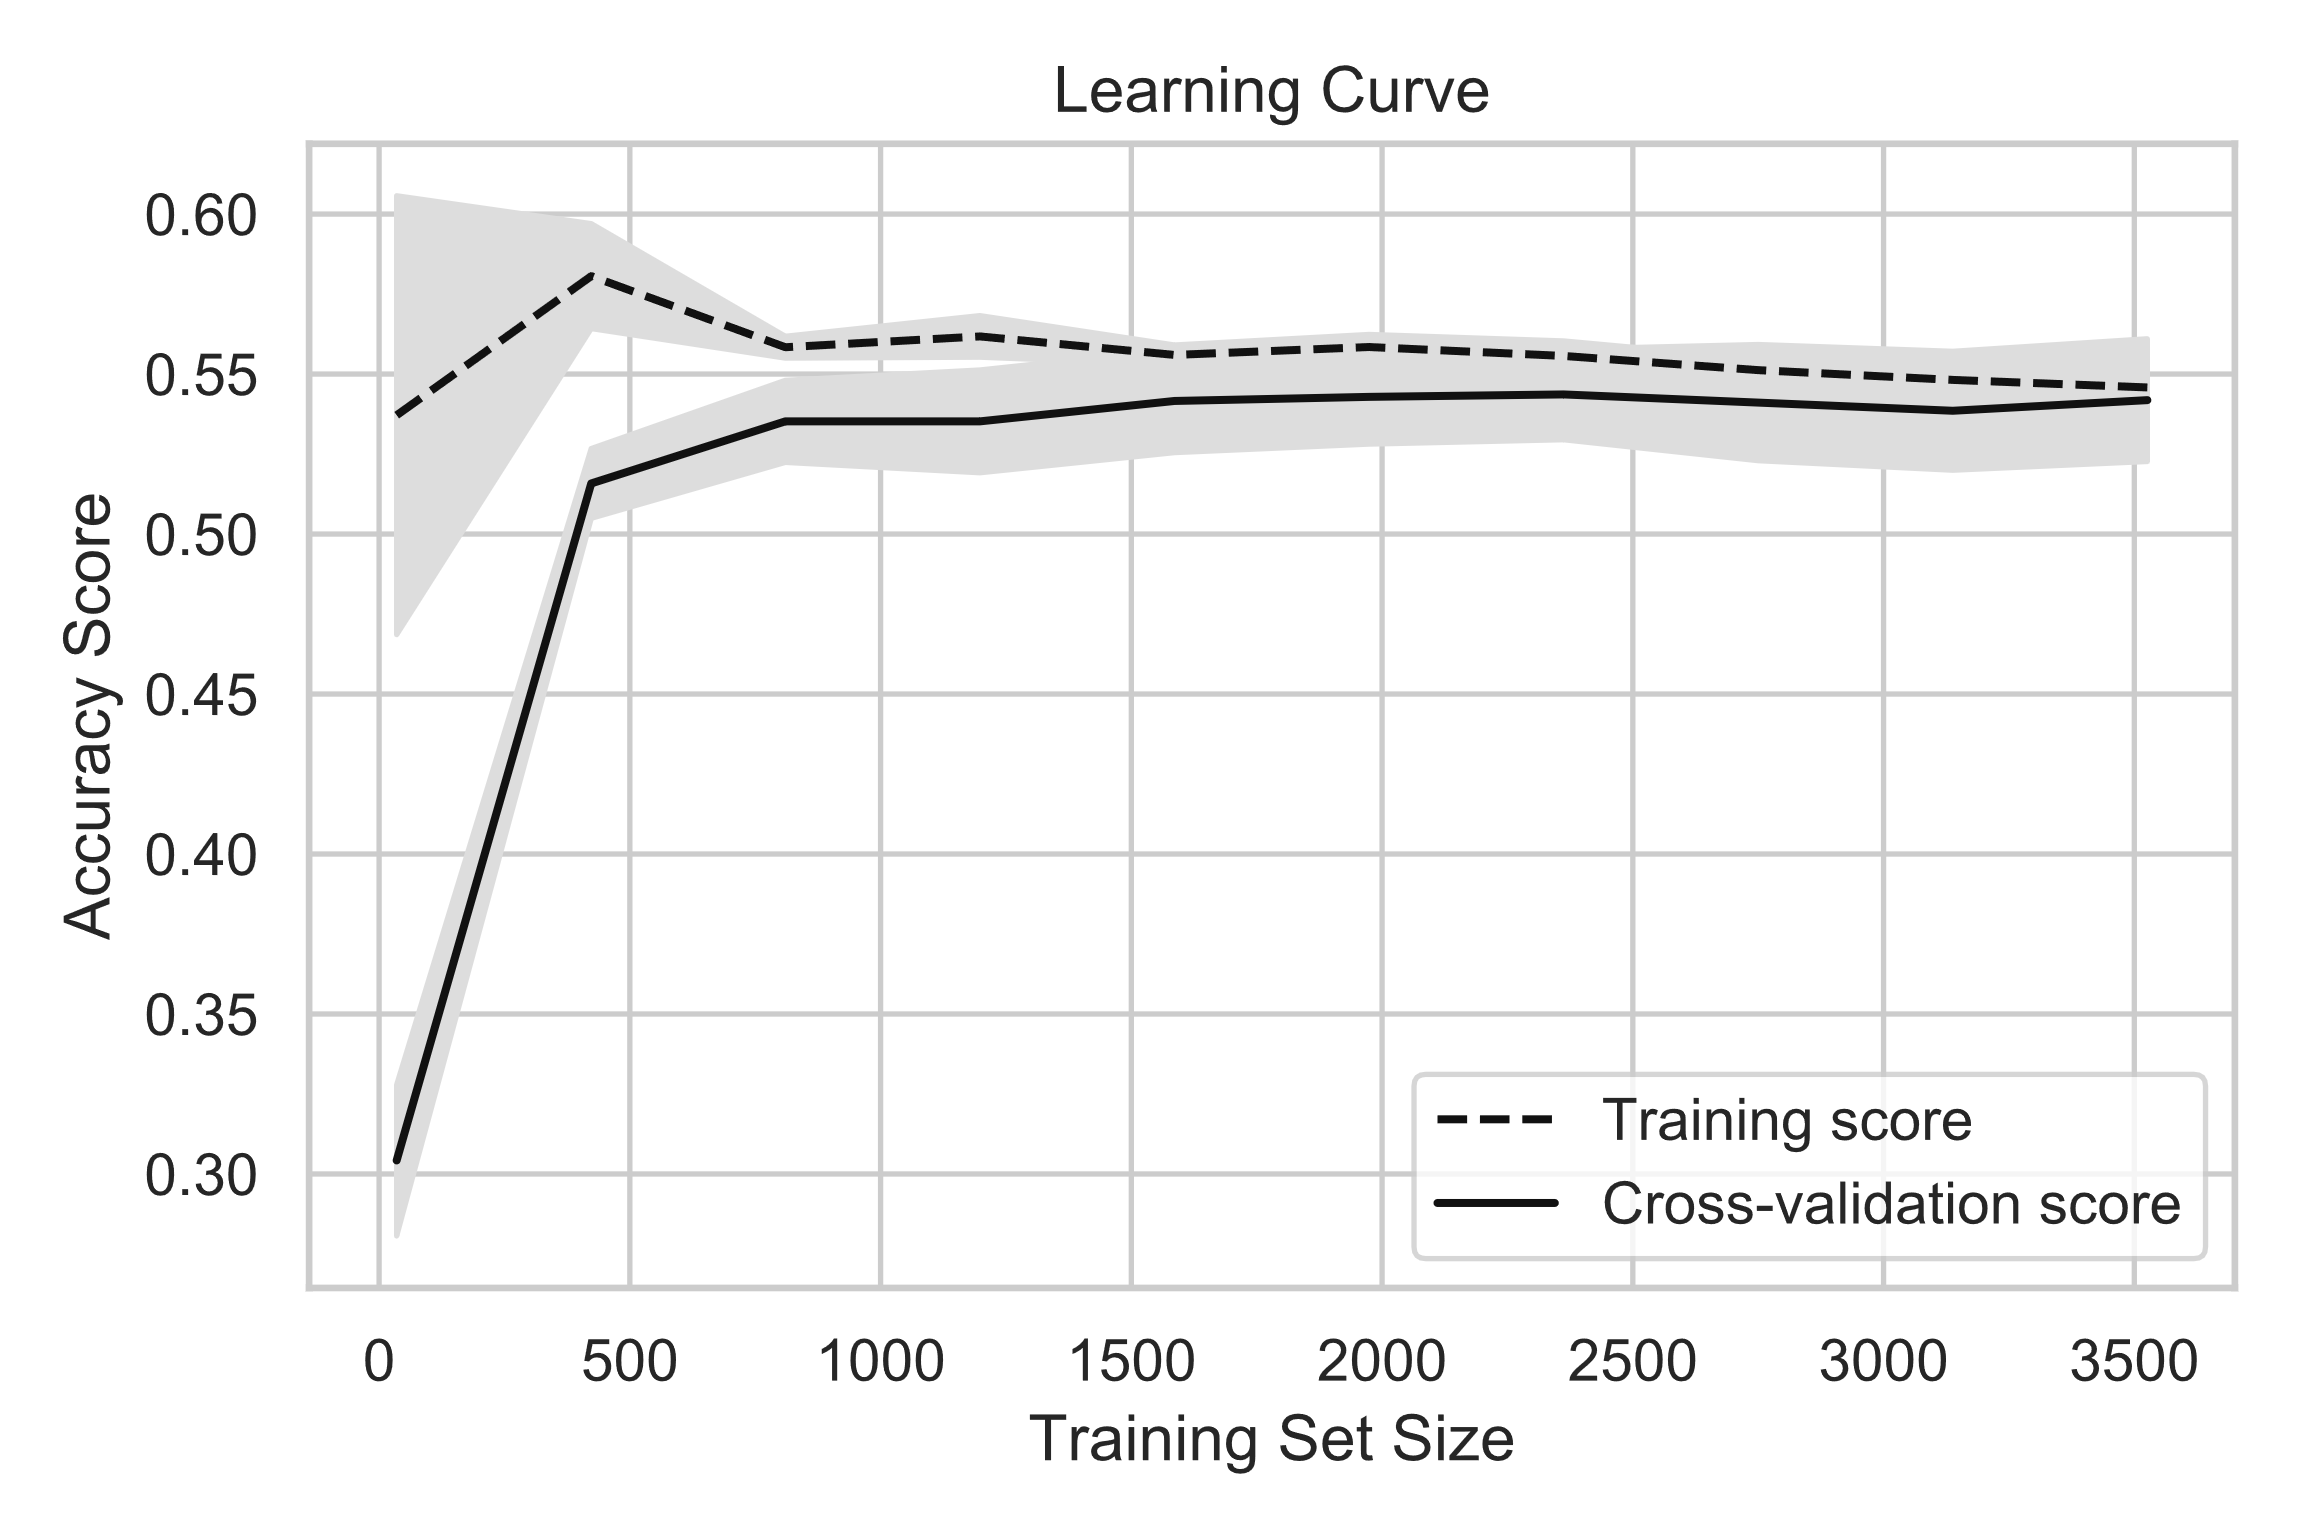 Learning Curve
0.60
0.55
0.50
0.45
0.40
0.35
0.30
Accuracy Score
Training score
Cross-validation score
0 500 1000 1500 2000 2500 3000 3500
Training Set Size